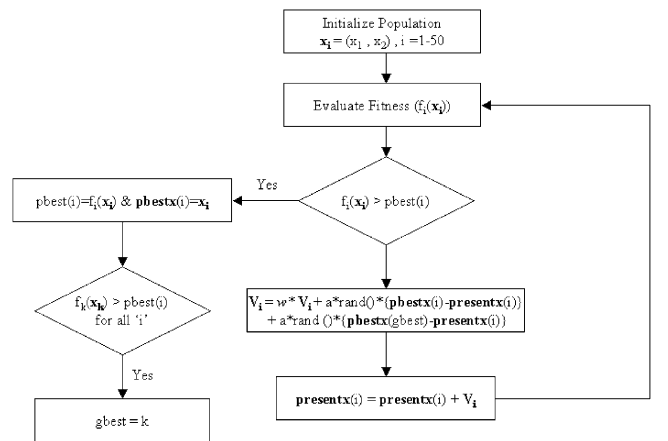 Initialize Population
xᵢ = (x₁ , x₂) , i =1-50
Evaluate Fitness (fᵢ(xᵢ))
fᵢ(xᵢ) > pbest(i)
Yes
pbest(i)=fᵢ(xᵢ) & pbestx(i)=xᵢ
fₖ(xₖ) > pbest(i)
for all ‘i’
Yes
gbest = k
Vᵢ = w* Vᵢ + a*rand()*{pbestx(i)-presentx(i)}
+ a*rand ()*{pbestx(gbest)-presentx(i)}
presentx(i) = presentx(i) + Vᵢ